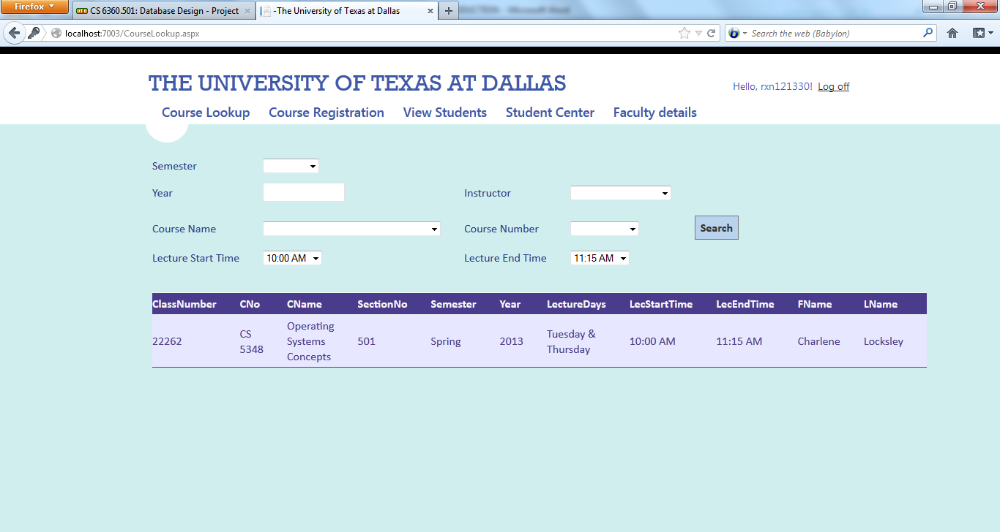 Firefox
CS 6360.501: Database Design - Project
-The University of Texas at Dallas
Microsoft Word
localhost:7003/CourseLookup.aspx
Search the web (Babylon)
THE UNIVERSITY OF TEXAS AT DALLAS
Hello, rxn121330! Log off
Course Lookup Course Registration View Students Student Center Faculty details
Semester
Year Instructor
Course Name Course Number Search
Lecture Start Time 10:00 AM Lecture End Time 11:15 AM
ClassNumber CNo CName SectionNo Semester Year LectureDays LecStartTime LecEndTime FName LName
22262 CS 5348 Operating Systems Concepts 501 Spring 2013 Tuesday & Thursday 10:00 AM 11:15 AM Charlene Locksley